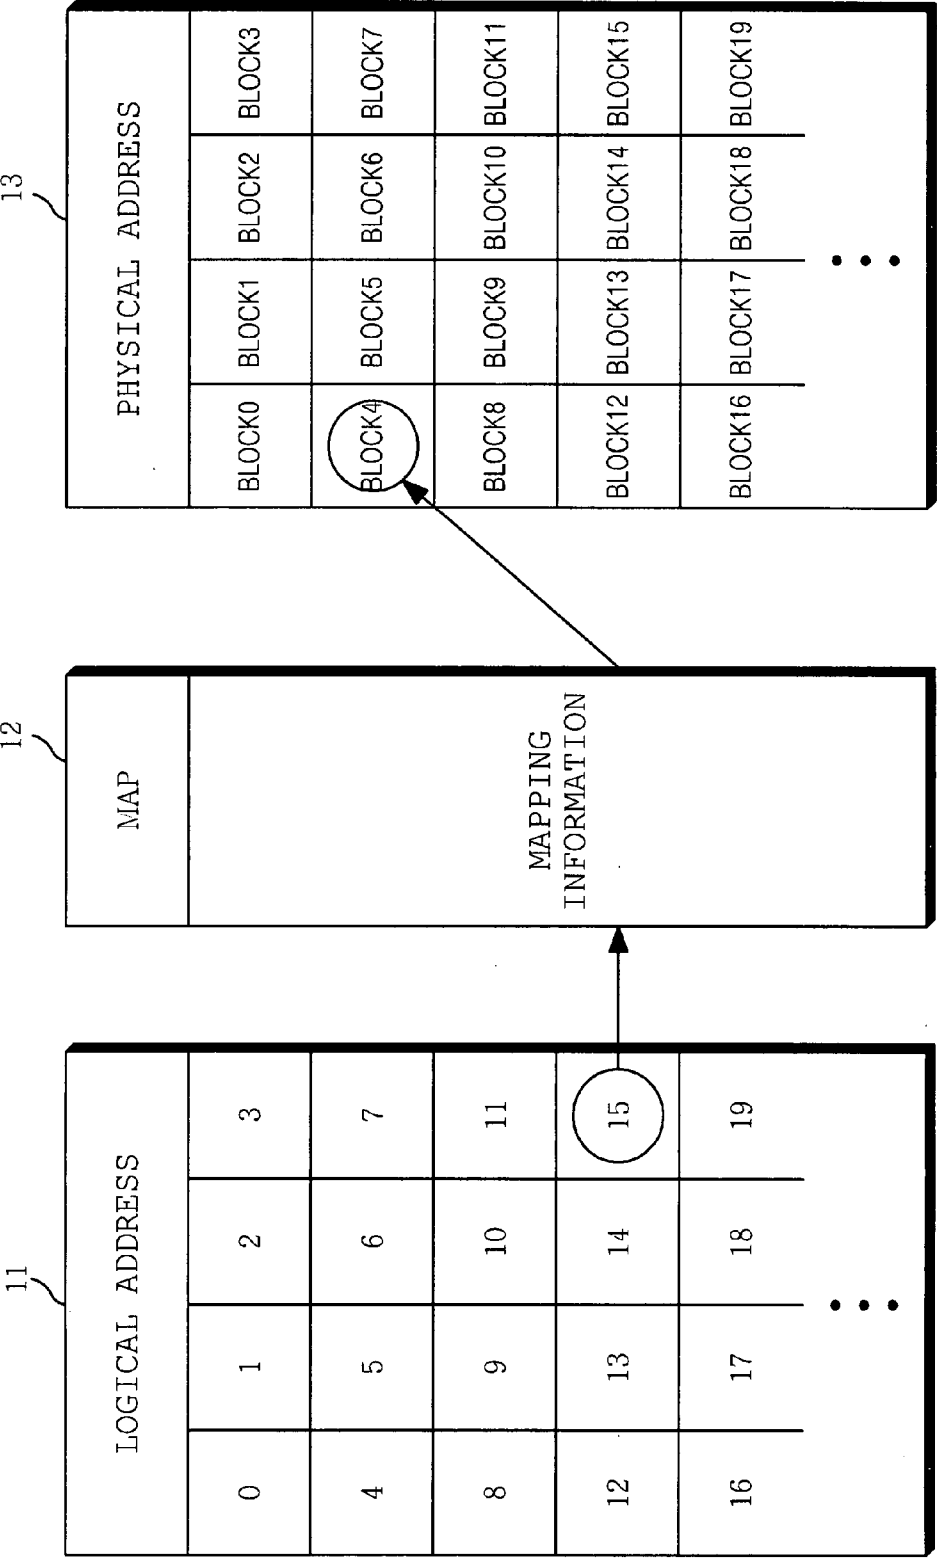 11
LOGICAL ADDRESS
0 1 2 3
4 5 6 7
8 9 10 11
12 13 14 15
16 17 18 19
12
MAP
MAPPING
INFORMATION
13
PHYSICAL ADDRESS
BLOCK0 BLOCK1 BLOCK2 BLOCK3
BLOCK4 BLOCK5 BLOCK6 BLOCK7
BLOCK8 BLOCK9 BLOCK10 BLOCK11
BLOCK12 BLOCK13 BLOCK14 BLOCK15
BLOCK16 BLOCK17 BLOCK18 BLOCK19